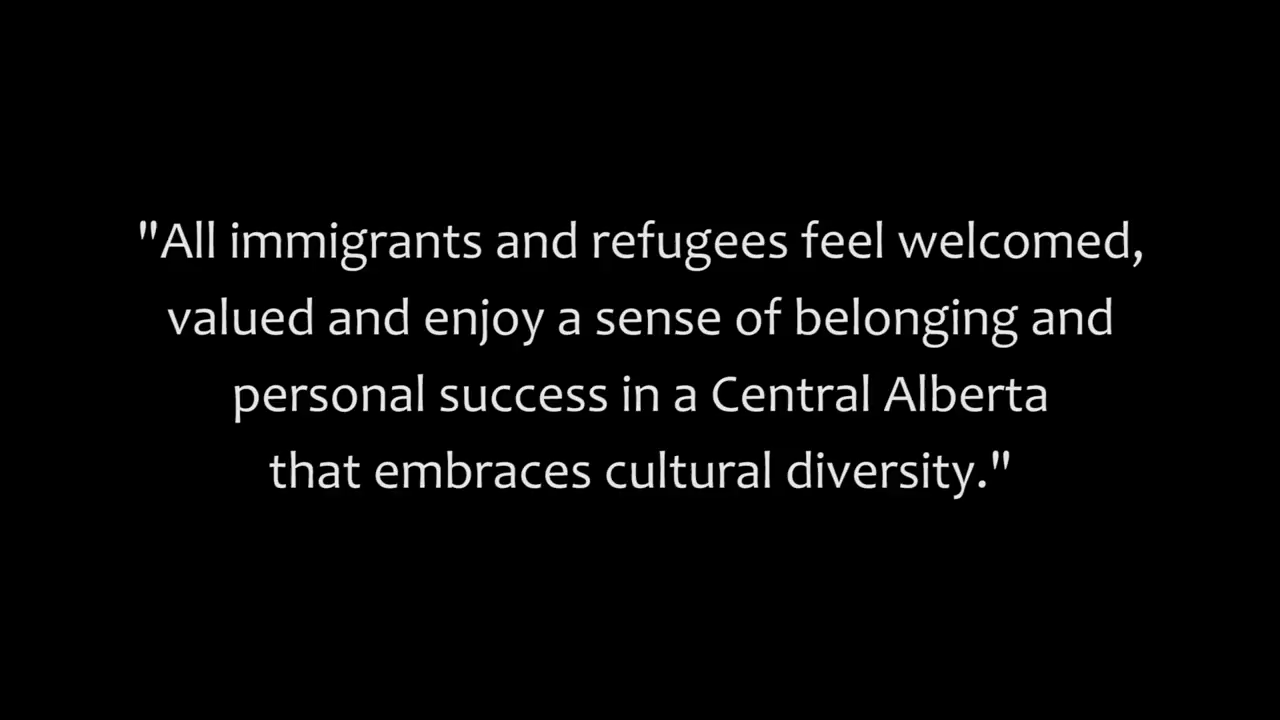 "All immigrants and refugees feel welcomed,
valued and enjoy a sense of belonging and
personal success in a Central Alberta
that embraces cultural diversity."